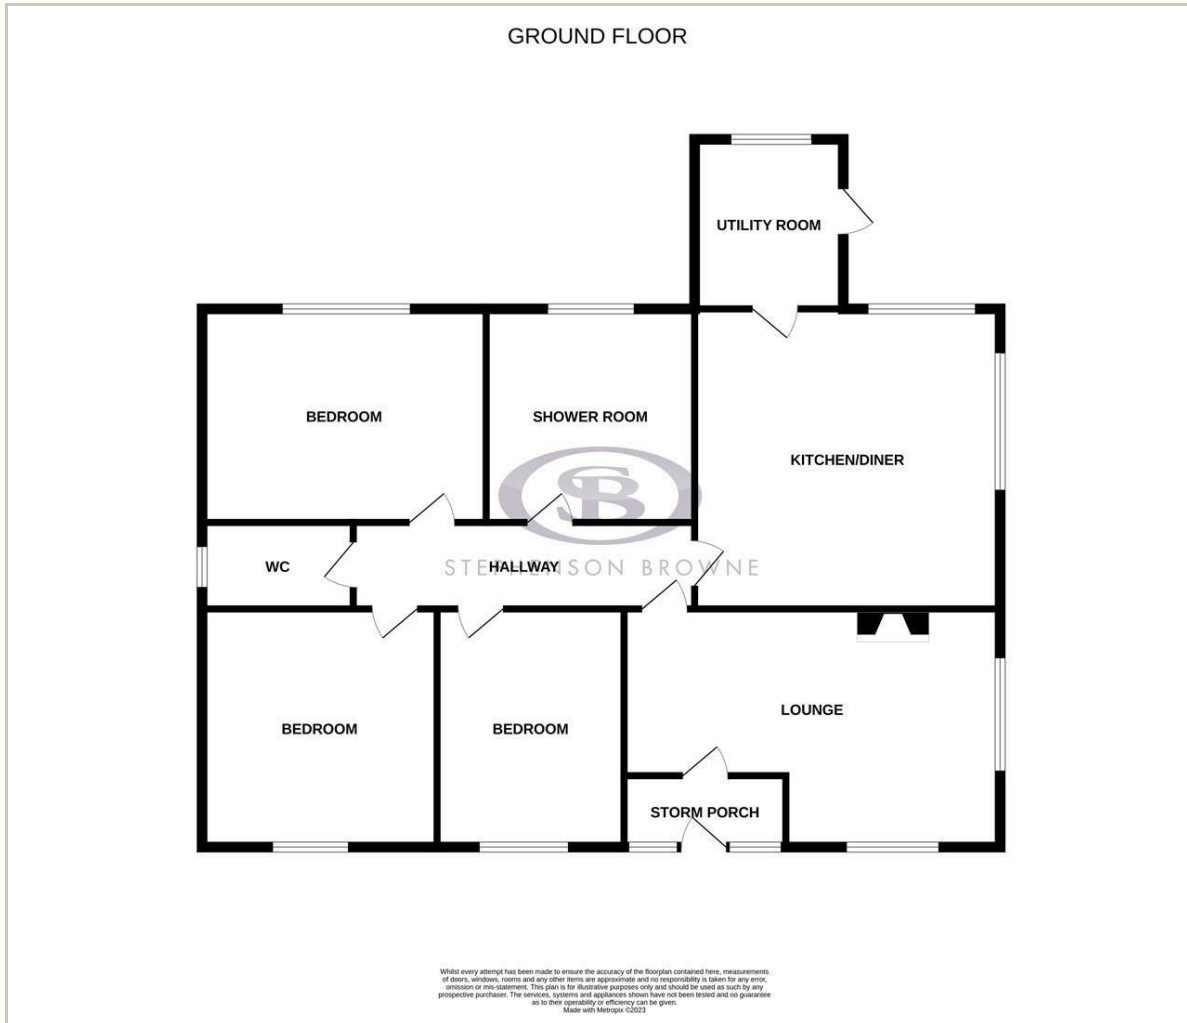 GROUND FLOOR
UTILITY ROOM
BEDROOM
SHOWER ROOM
KITCHEN/DINER
SB
WC
HALLWAY
STEPHENSON BROWNE
BEDROOM
BEDROOM
LOUNGE
STORM PORCH
Whilst every attempt has been made to ensure the accuracy of the floorplan contained here, measurements
of doors, windows, rooms and any other items are approximate and no responsibility is taken for any error,
omission or mis-statement. This plan is for illustrative purposes only and should be used as such by any
prospective purchaser. The services, systems and appliances shown have not been tested and no guarantee
as to their operability or efficiency can be given.
Made with Metropix ©2023